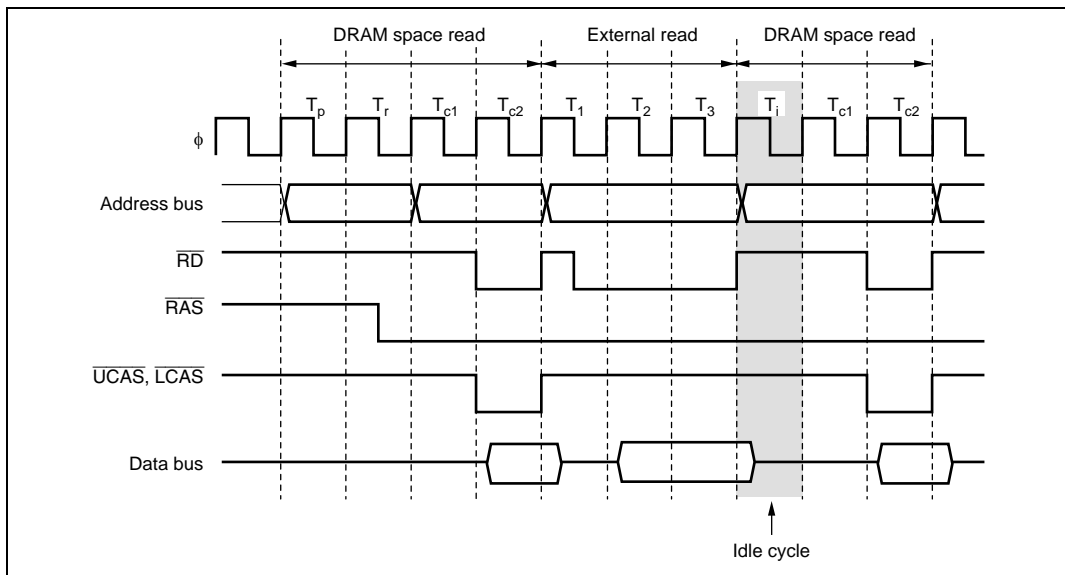 DRAM space read External read DRAM space read
Tp Tr Tc1 Tc2 T1 T2 T3 Ti Tc1 Tc2
ϕ
Address bus
RD
RAS
UCAS, LCAS
Data bus
Idle cycle